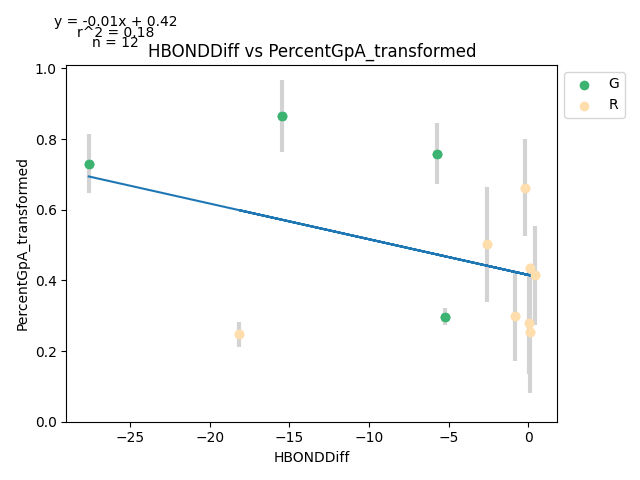 y = -0.01x + 0.42
r^2 = 0.18
n = 12
HBONDDiff vs PercentGpA_transformed
G
R
1.0
0.8
0.6
0.4
0.2
0.0
PercentGpA_transformed
−25
−20
−15
−10
−5
0
HBONDDiff